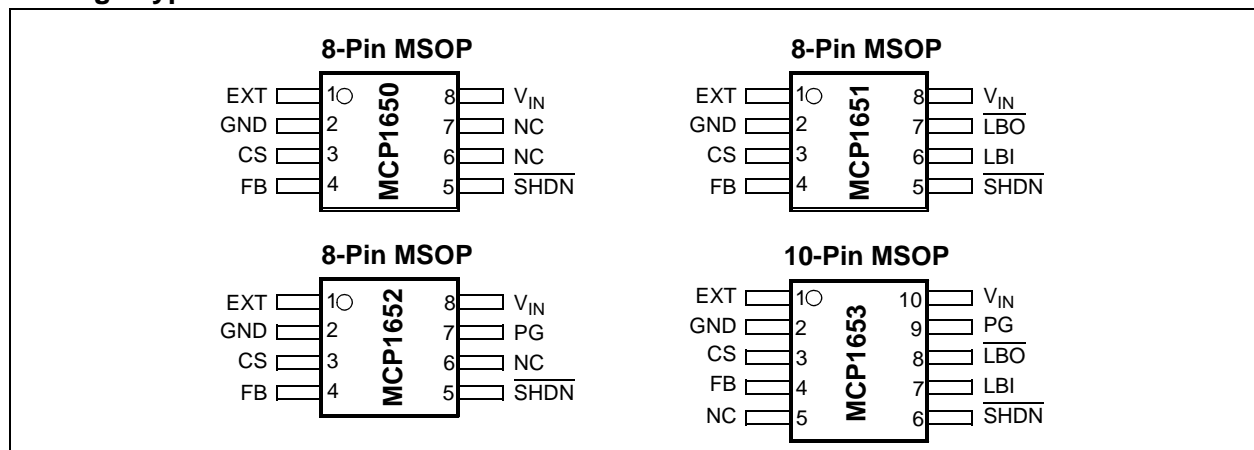 8-Pin MSOP
EXT 1 8 V_IN
GND 2 7 NC
CS 3 6 NC
FB 4 5 SHDN
MCP1650
8-Pin MSOP
EXT 1 8 V_IN
GND 2 7 LBO
CS 3 6 LBI
FB 4 5 SHDN
MCP1651
8-Pin MSOP
EXT 1 8 V_IN
GND 2 7 PG
CS 3 6 NC
FB 4 5 SHDN
MCP1652
10-Pin MSOP
EXT 1 10 V_IN
GND 2 9 PG
CS 3 8 LBO
FB 4 7 LBI
NC 5 6 SHDN
MCP1653